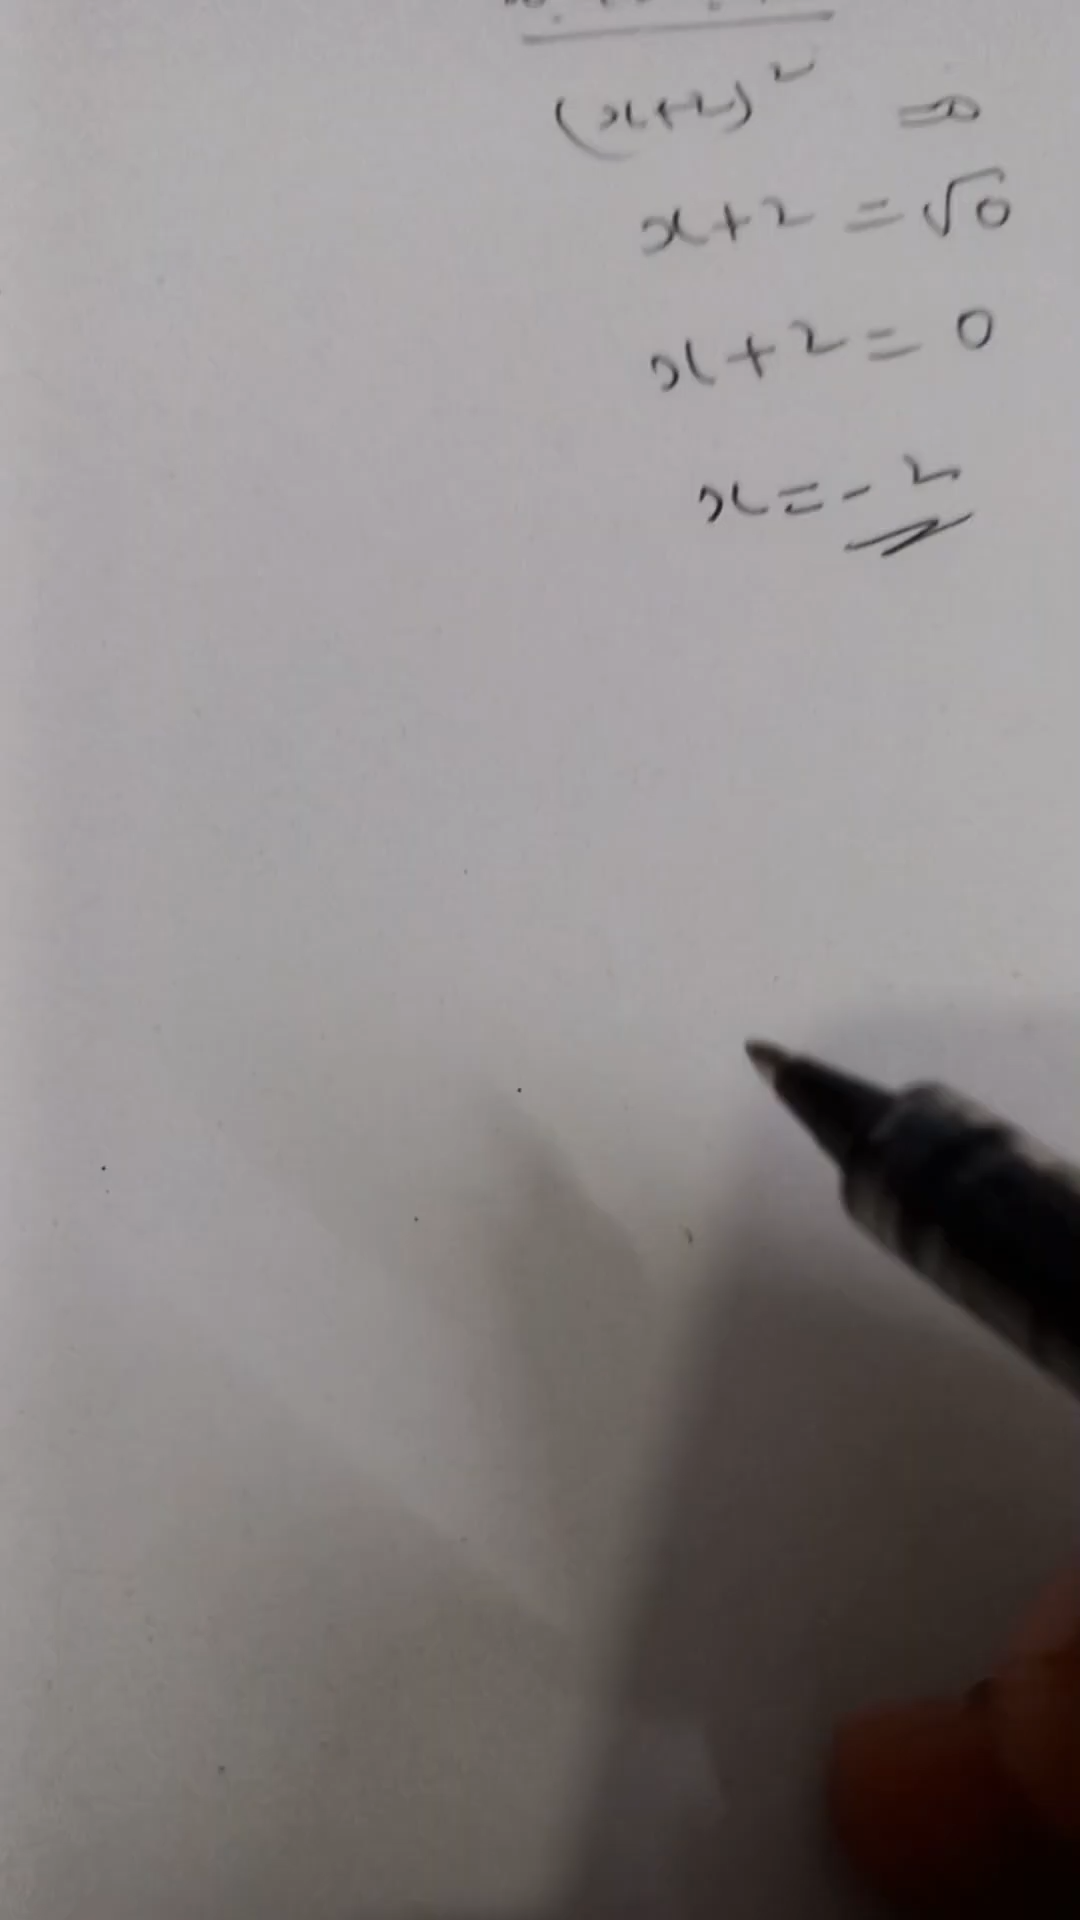 (x+2)² =0
x+2 = √0
x+2 = 0
x = -2